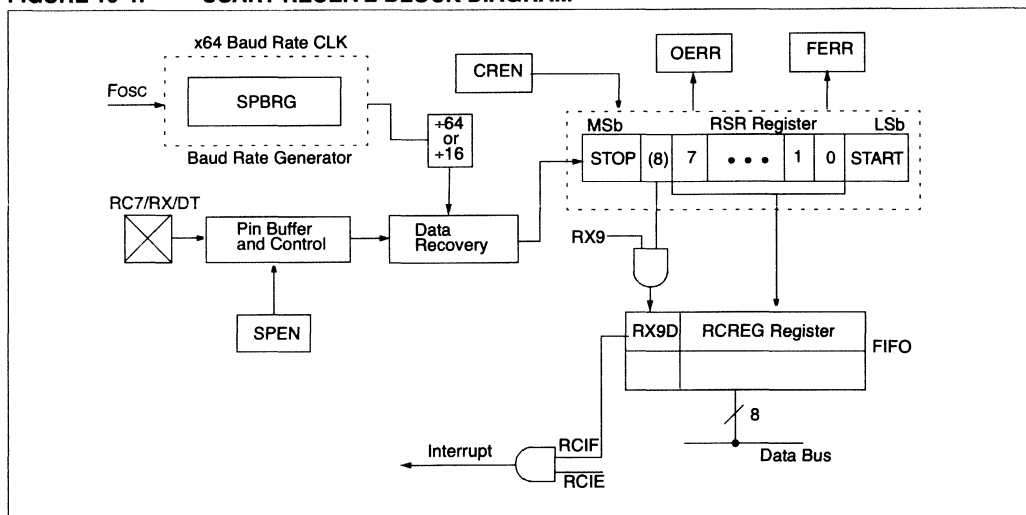 x64 Baud Rate CLK
Fosc
SPBRG
Baud Rate Generator
÷64
or
÷16
CREN
OERR
FERR
MSb
RSR Register
LSb
STOP
(8)
7
• • •
1
0
START
RC7/RX/DT
Pin Buffer
and Control
Data
Recovery
RX9
SPEN
RX9D
RCREG Register
FIFO
8
Data Bus
Interrupt
RCIF
RCIE